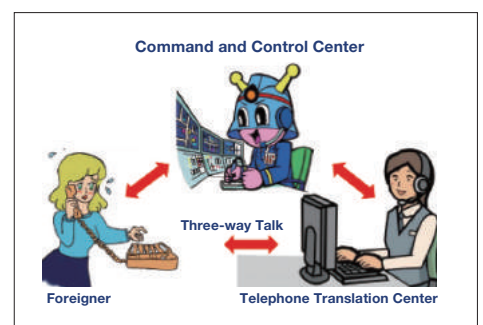 Command and Control Center
Three-way Talk
Foreigner
Telephone Translation Center